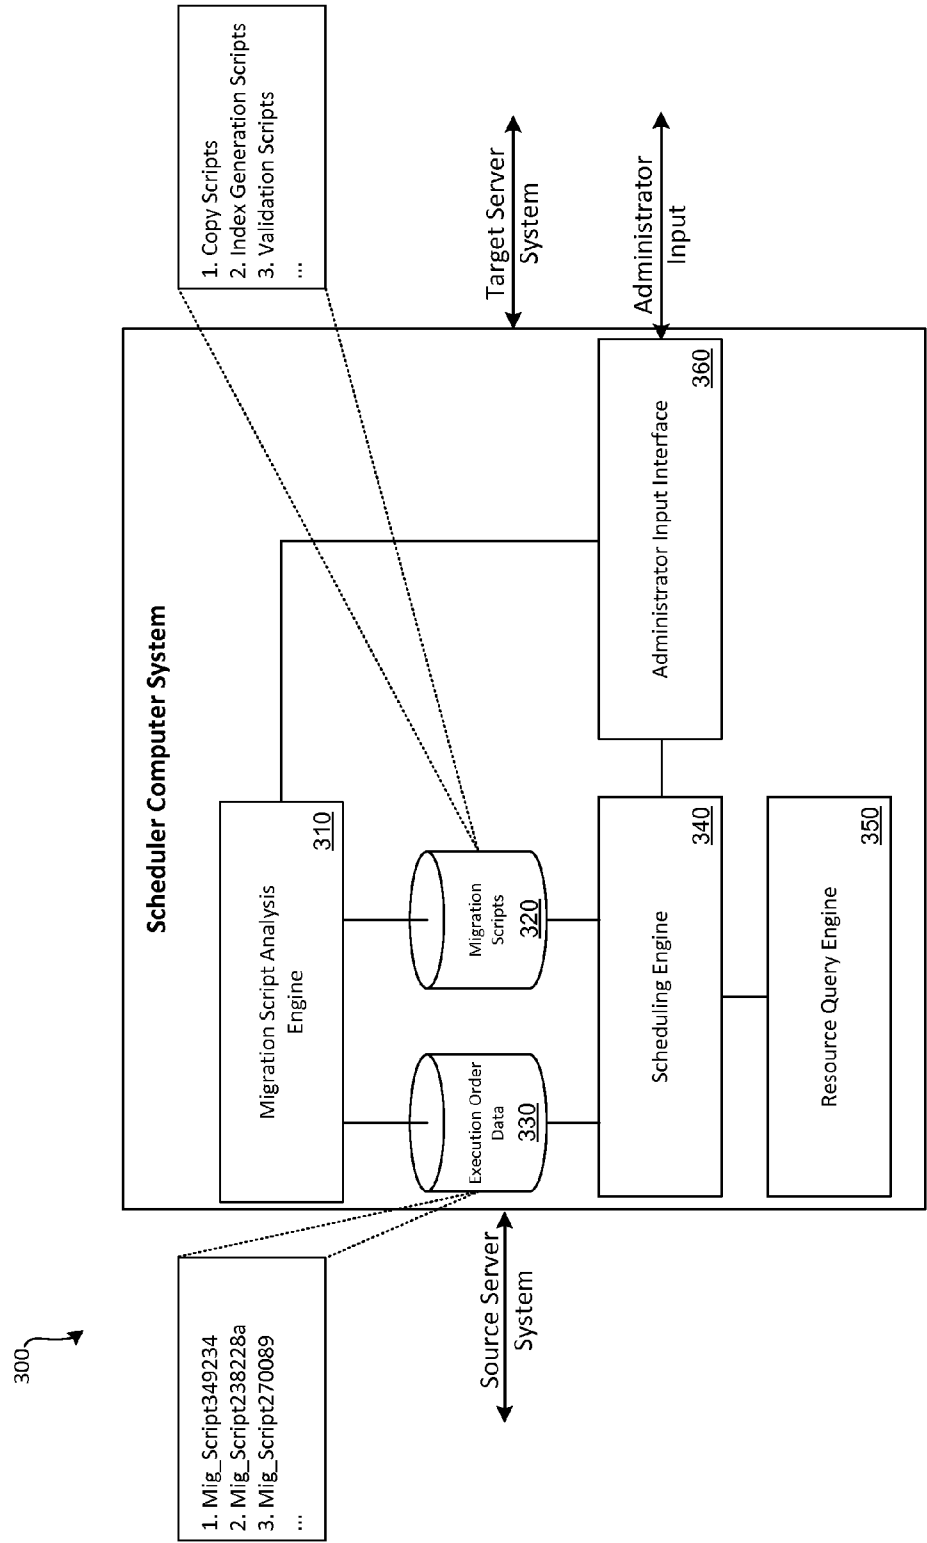 300
Scheduler Computer System
1. Mig_Script349234
2. Mig_Script238228a
3. Mig_Script270089
...
1. Copy Scripts
2. Index Generation Scripts
3. Validation Scripts
...
Migration Script Analysis
Engine
310
Execution Order
Data
330
Migration
Scripts
320
Source Server
System
Target Server
System
Scheduling Engine
340
Administrator Input Interface
360
Administrator
Input
Resource Query Engine
350